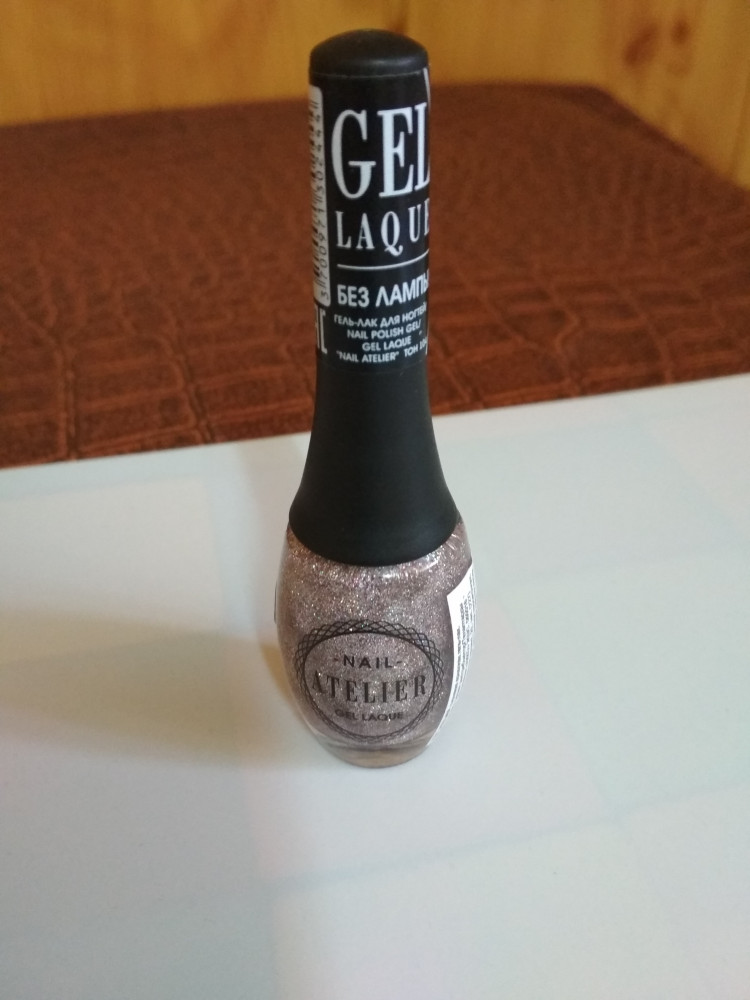 GEL
LAQUE
БЕЗ ЛАМПЫ
ГЕЛЬ-ЛАК ДЛЯ НОГТЕЙ
NAIL POLISH GEL/
GEL LAQUE
"NAIL ATELIER" ТОН
-NAIL-
ATELIER
GEL LAQUE